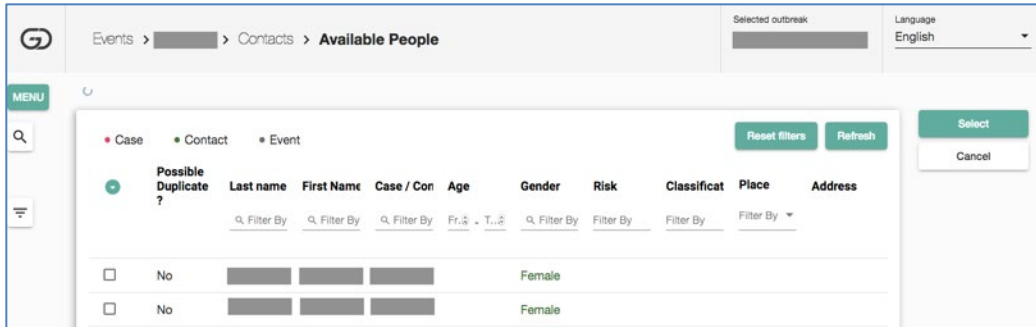 Selected outbreak
Language
Events > > Contacts > Available People
English
MENU
Case Contact Event
Reset filters Refresh
Select
Cancel
Possible Duplicate ? Last name First Name Case / Con Age Gender Risk Classificat Place Address
Filter By Filter By Filter By Fr. - T... Filter By Filter By Filter By Filter By
No Female
No Female